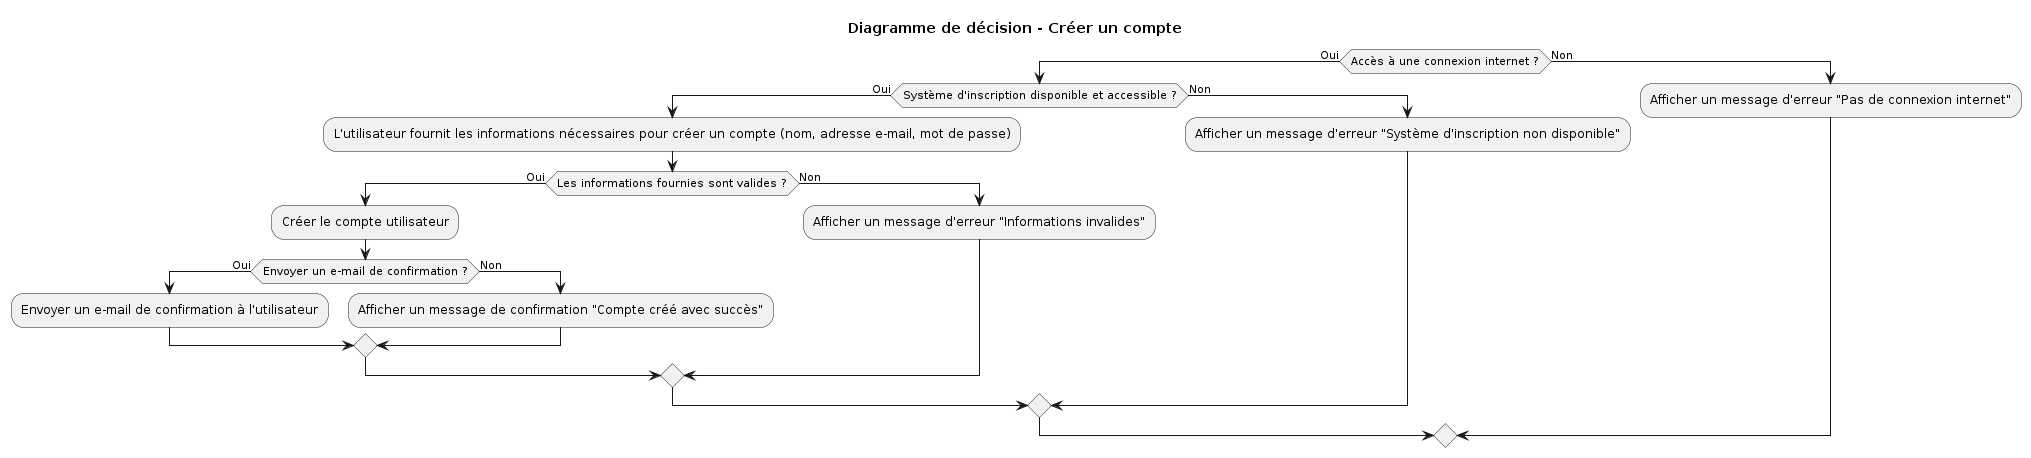 Diagramme de décision - Créer un compte
Oui
Accès à une connexion internet ?
Non
Oui
Système d'inscription disponible et accessible ?
Non
Afficher un message d'erreur "Pas de connexion internet"
L'utilisateur fournit les informations nécessaires pour créer un compte (nom, adresse e-mail, mot de passe)
Afficher un message d'erreur "Système d'inscription non disponible"
Oui
Les informations fournies sont valides ?
Non
Créer le compte utilisateur
Afficher un message d'erreur "Informations invalides"
Oui
Envoyer un e-mail de confirmation ?
Non
Envoyer un e-mail de confirmation à l'utilisateur
Afficher un message de confirmation "Compte créé avec succès"